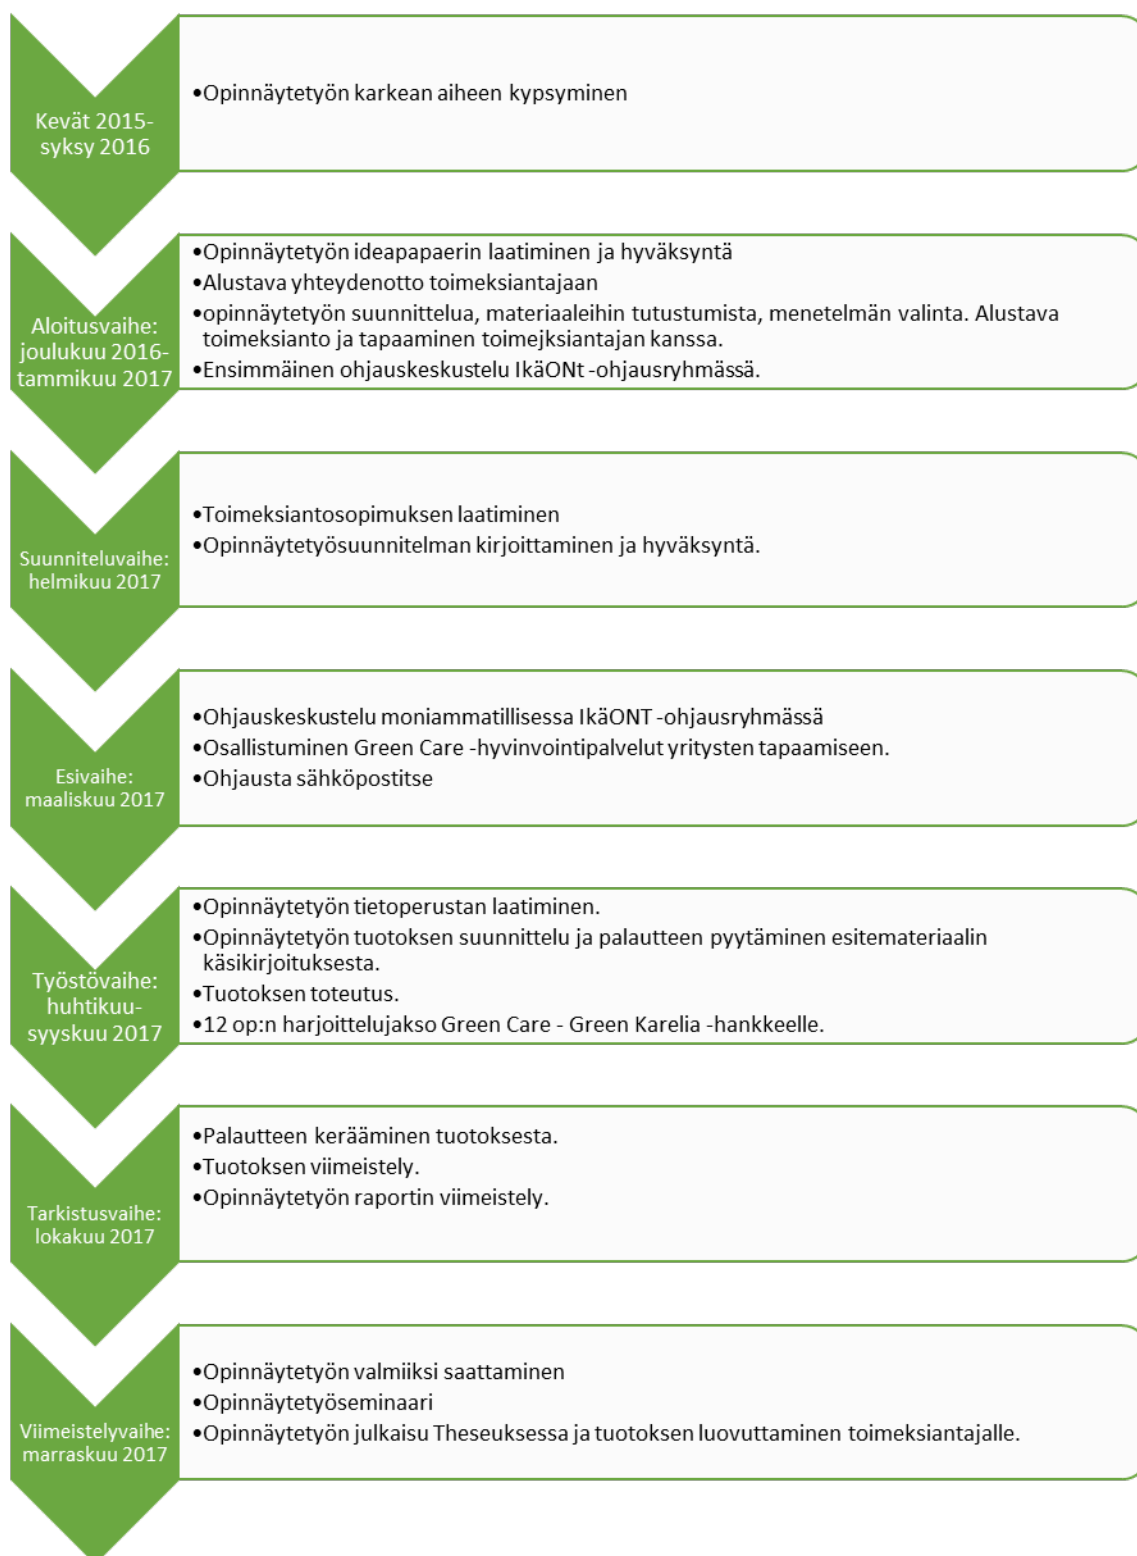 Kevät 2015-
syksy 2016
•Opinnäytetyön karkean aiheen kypsyminen
Aloitusvaihe:
joulukuu 2016-
tammikuu 2017
•Opinnäytetyön ideapapaerin laatiminen ja hyväksyntä
•Alustava yhteydenotto toimeksiantajaan
•opinnäytetyön suunnittelua, materiaaleihin tutustumista, menetelmän valinta. Alustava
toimeksianto ja tapaaminen toimejksiantajan kanssa.
•Ensimmäinen ohjauskeskustelu IkäONt -ohjausryhmässä.
Suunniteluvaihe:
helmikuu 2017
•Toimeksiantosopimuksen laatiminen
•Opinnäytetyösuunnitelman kirjoittaminen ja hyväksyntä.
Esivaihe:
maaliskuu 2017
•Ohjauskeskustelu moniammatillisessa IkäONT -ohjausryhmässä
•Osallistuminen Green Care -hyvinvointipalvelut yritysten tapaamiseen.
•Ohjausta sähköpostitse
Työstövaihe:
huhtikuu-
syyskuu 2017
•Opinnäytetyön tietoperustan laatiminen.
•Opinnäytetyön tuotoksen suunnittelu ja palautteen pyytäminen esitemateriaalin
käsikirjoituksesta.
•Tuotoksen toteutus.
•12 op:n harjoittelujakso Green Care - Green Karelia -hankkeelle.
Tarkistusvaihe:
lokakuu 2017
•Palautteen kerääminen tuotoksesta.
•Tuotoksen viimeistely.
•Opinnäytetyön raportin viimeistely.
Viimeistelyvaihe:
marraskuu 2017
•Opinnäytetyön valmiiksi saattaminen
•Opinnäytetyöseminaari
•Opinnäytetyön julkaisu Theseuksessa ja tuotoksen luovuttaminen toimeksiantajalle.